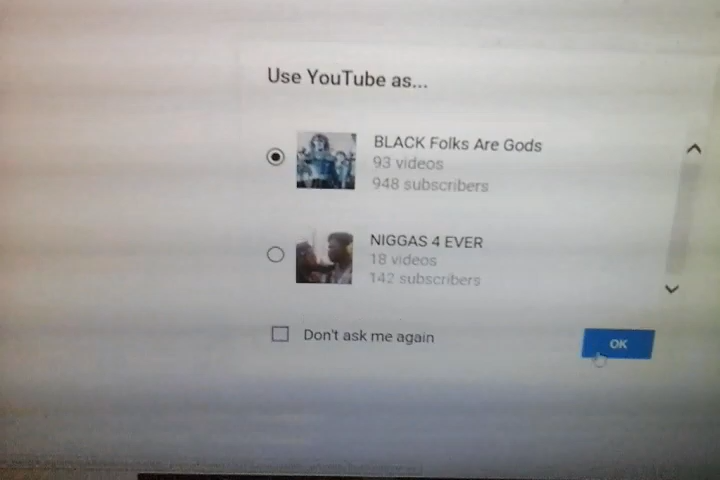 Use YouTube as...
BLACK Folks Are Gods
93 videos
948 subscribers
NIGGAS 4 EVER
18 videos
142 subscribers
Don't ask me again
OK